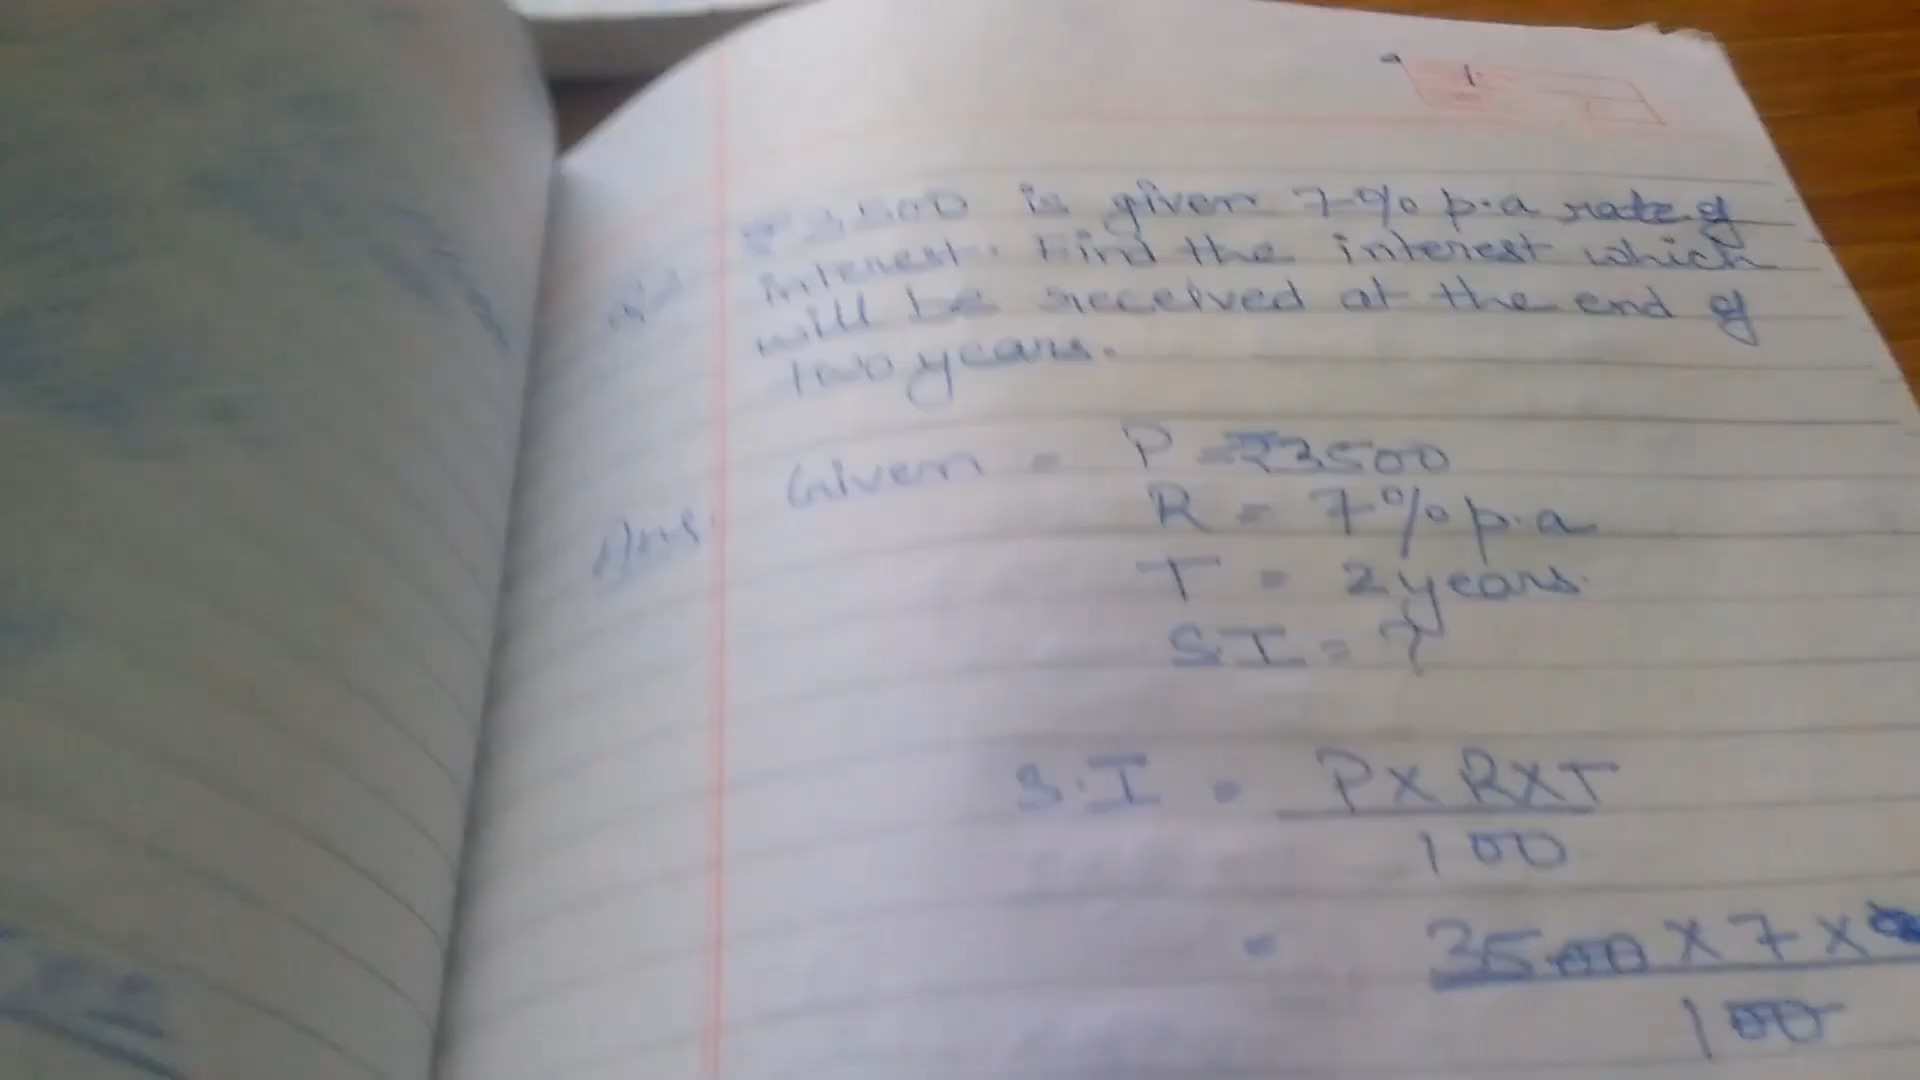 ₹3500 is given 7% p.a rate of
interest. Find the interest which
will be received at the end of
two years.
Ans. Given = P = ₹3500
R = 7% p.a
T = 2 years.
S.I = ?
S.I = P X R X T
100
= 3500 X 7 X
100